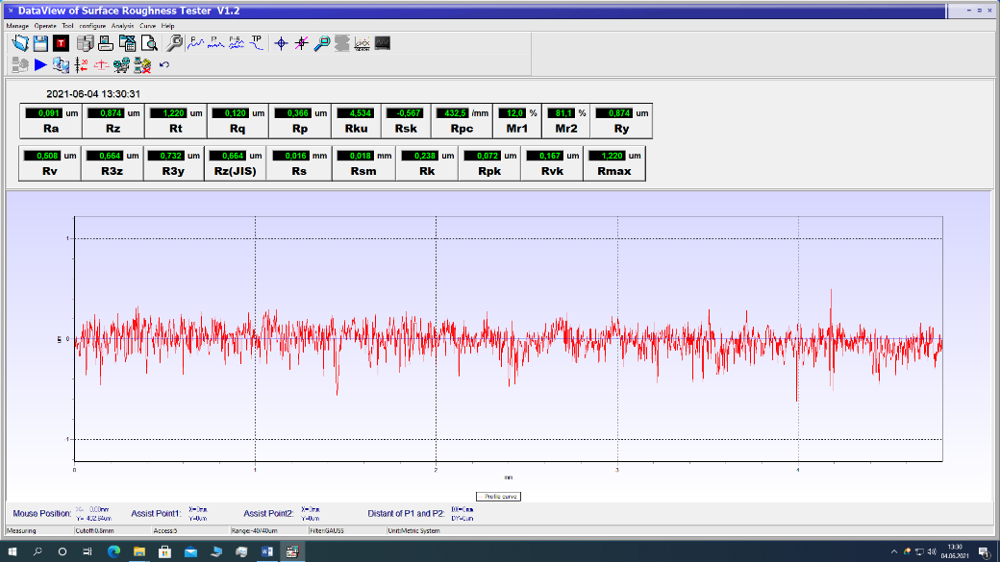 DataView of Surface Roughness Tester V1.2
Manage Operate Tool configure Analysis Curve Help
2021-06-04 13:30:31
0,091 um 0,874 um 1,220 um 0,120 um 0,366 um 4,534 -0,567 432,5 /mm 12,0 % 81,1 % 0,874 um
Ra Rz Rt Rq Rp Rku Rsk Rpc Mr1 Mr2 Ry
0,508 um 0,664 um 0,732 um 0,664 um 0,016 mm 0,018 mm 0,238 um 0,072 um 0,167 um 1,220 um
Rv R3z R3y Rz(JIS) Rs Rsm Rk Rpk Rvk Rmax
1
um 0
1
0 1 2 3 4
mm
Profile curve
Mouse Position: X= 0.00mm Y= 402.64um Assist Point1: X=0mm Y=0um Assist Point2: X=0mm Y=0um Distant of P1 and P2: DX=0mm DY=0um
Measuring Cutoff:0.8mm Access:5 Range:-40/40um Filter:GAUSS Unit:Metric System
13:30
04.06.2021